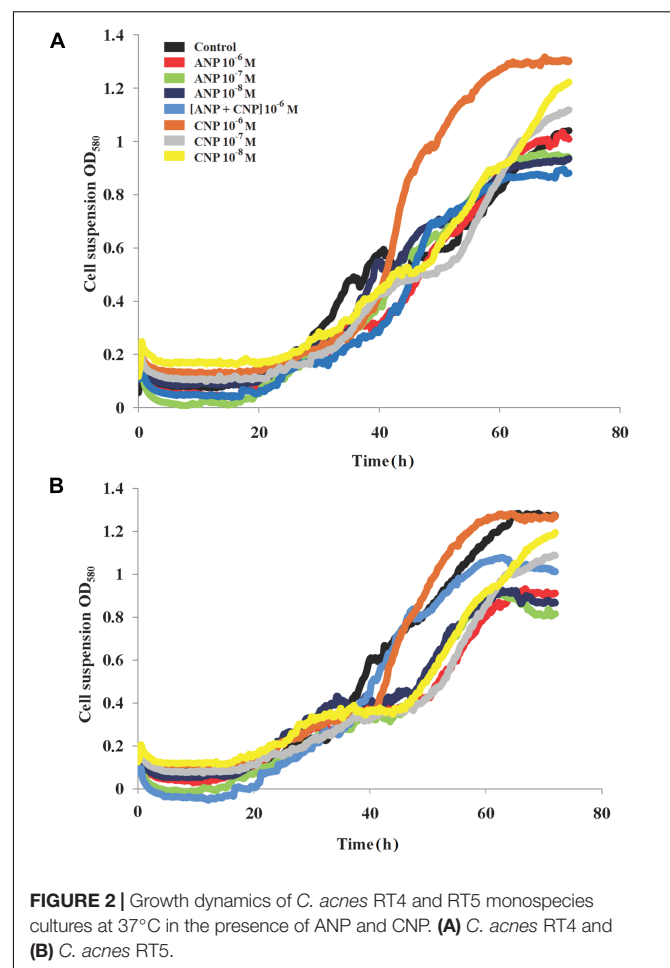 A
1.4
1.2
1
0.8
0.6
0.4
0.2
0
Cell suspension OD580
Control
ANP 10-6 M
ANP 10-7 M
ANP 10-8 M
[ANP + CNP] 10-6 M
CNP 10-6 M
CNP 10-7 M
CNP 10-8 M
0 20 40 60 80
Time (h)
B
1.4
1.2
1
0.8
0.6
0.4
0.2
0
Cell suspension OD580
0 20 40 60 80
Time (h)
FIGURE 2 | Growth dynamics of C. acnes RT4 and RT5 monospecies
cultures at 37°C in the presence of ANP and CNP. (A) C. acnes RT4 and
(B) C. acnes RT5.